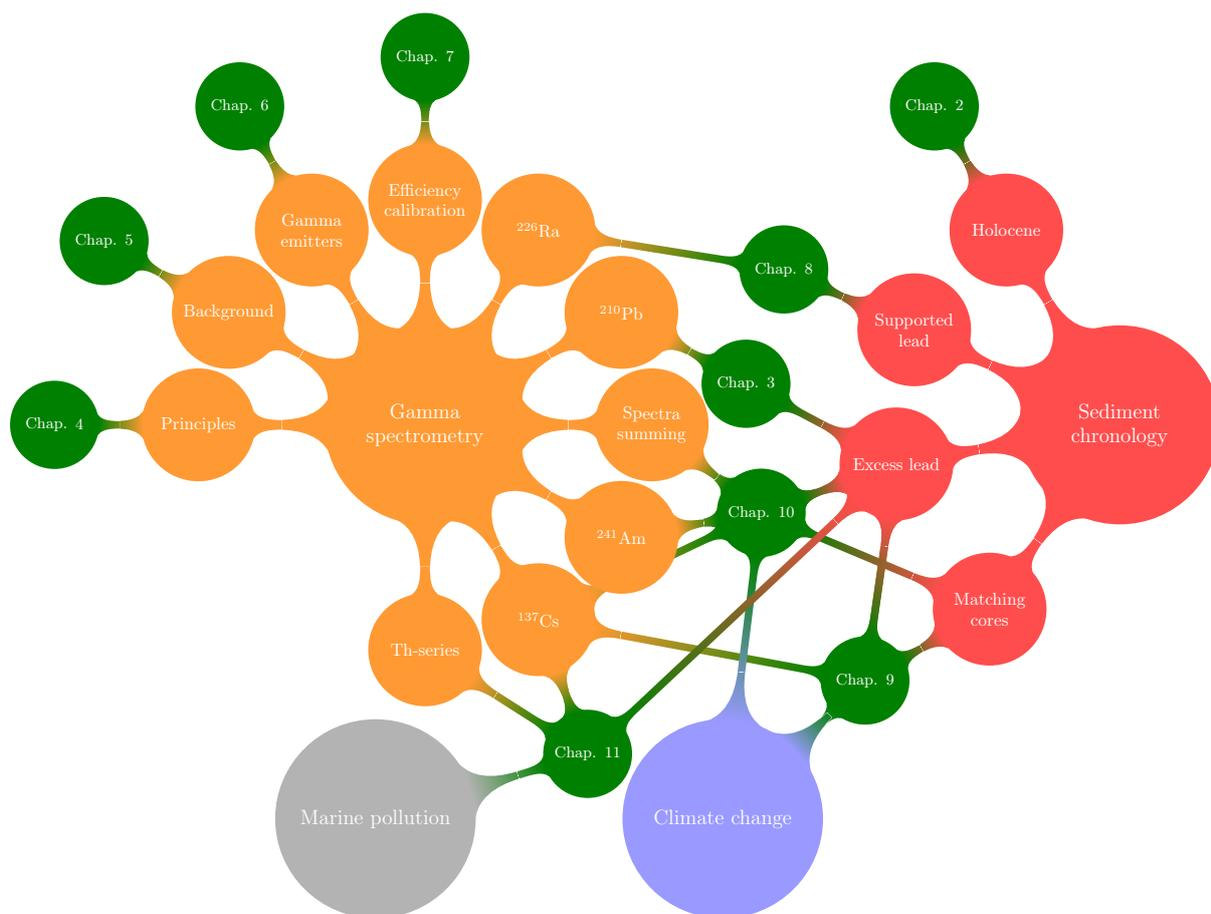 Chap. 7
Chap. 6
Chap. 2
Efficiency
calibration
Gamma
emitters
²²⁶Ra
Holocene
Chap. 5
Chap. 8
Background
²¹⁰Pb
Supported
lead
Chap. 3
Chap. 4
Principles
Gamma
spectrometry
Spectra
summing
Sediment
chronology
Excess lead
Chap. 10
²⁴¹Am
Matching
cores
¹³⁷Cs
Th-series
Chap. 9
Chap. 11
Marine pollution
Climate change